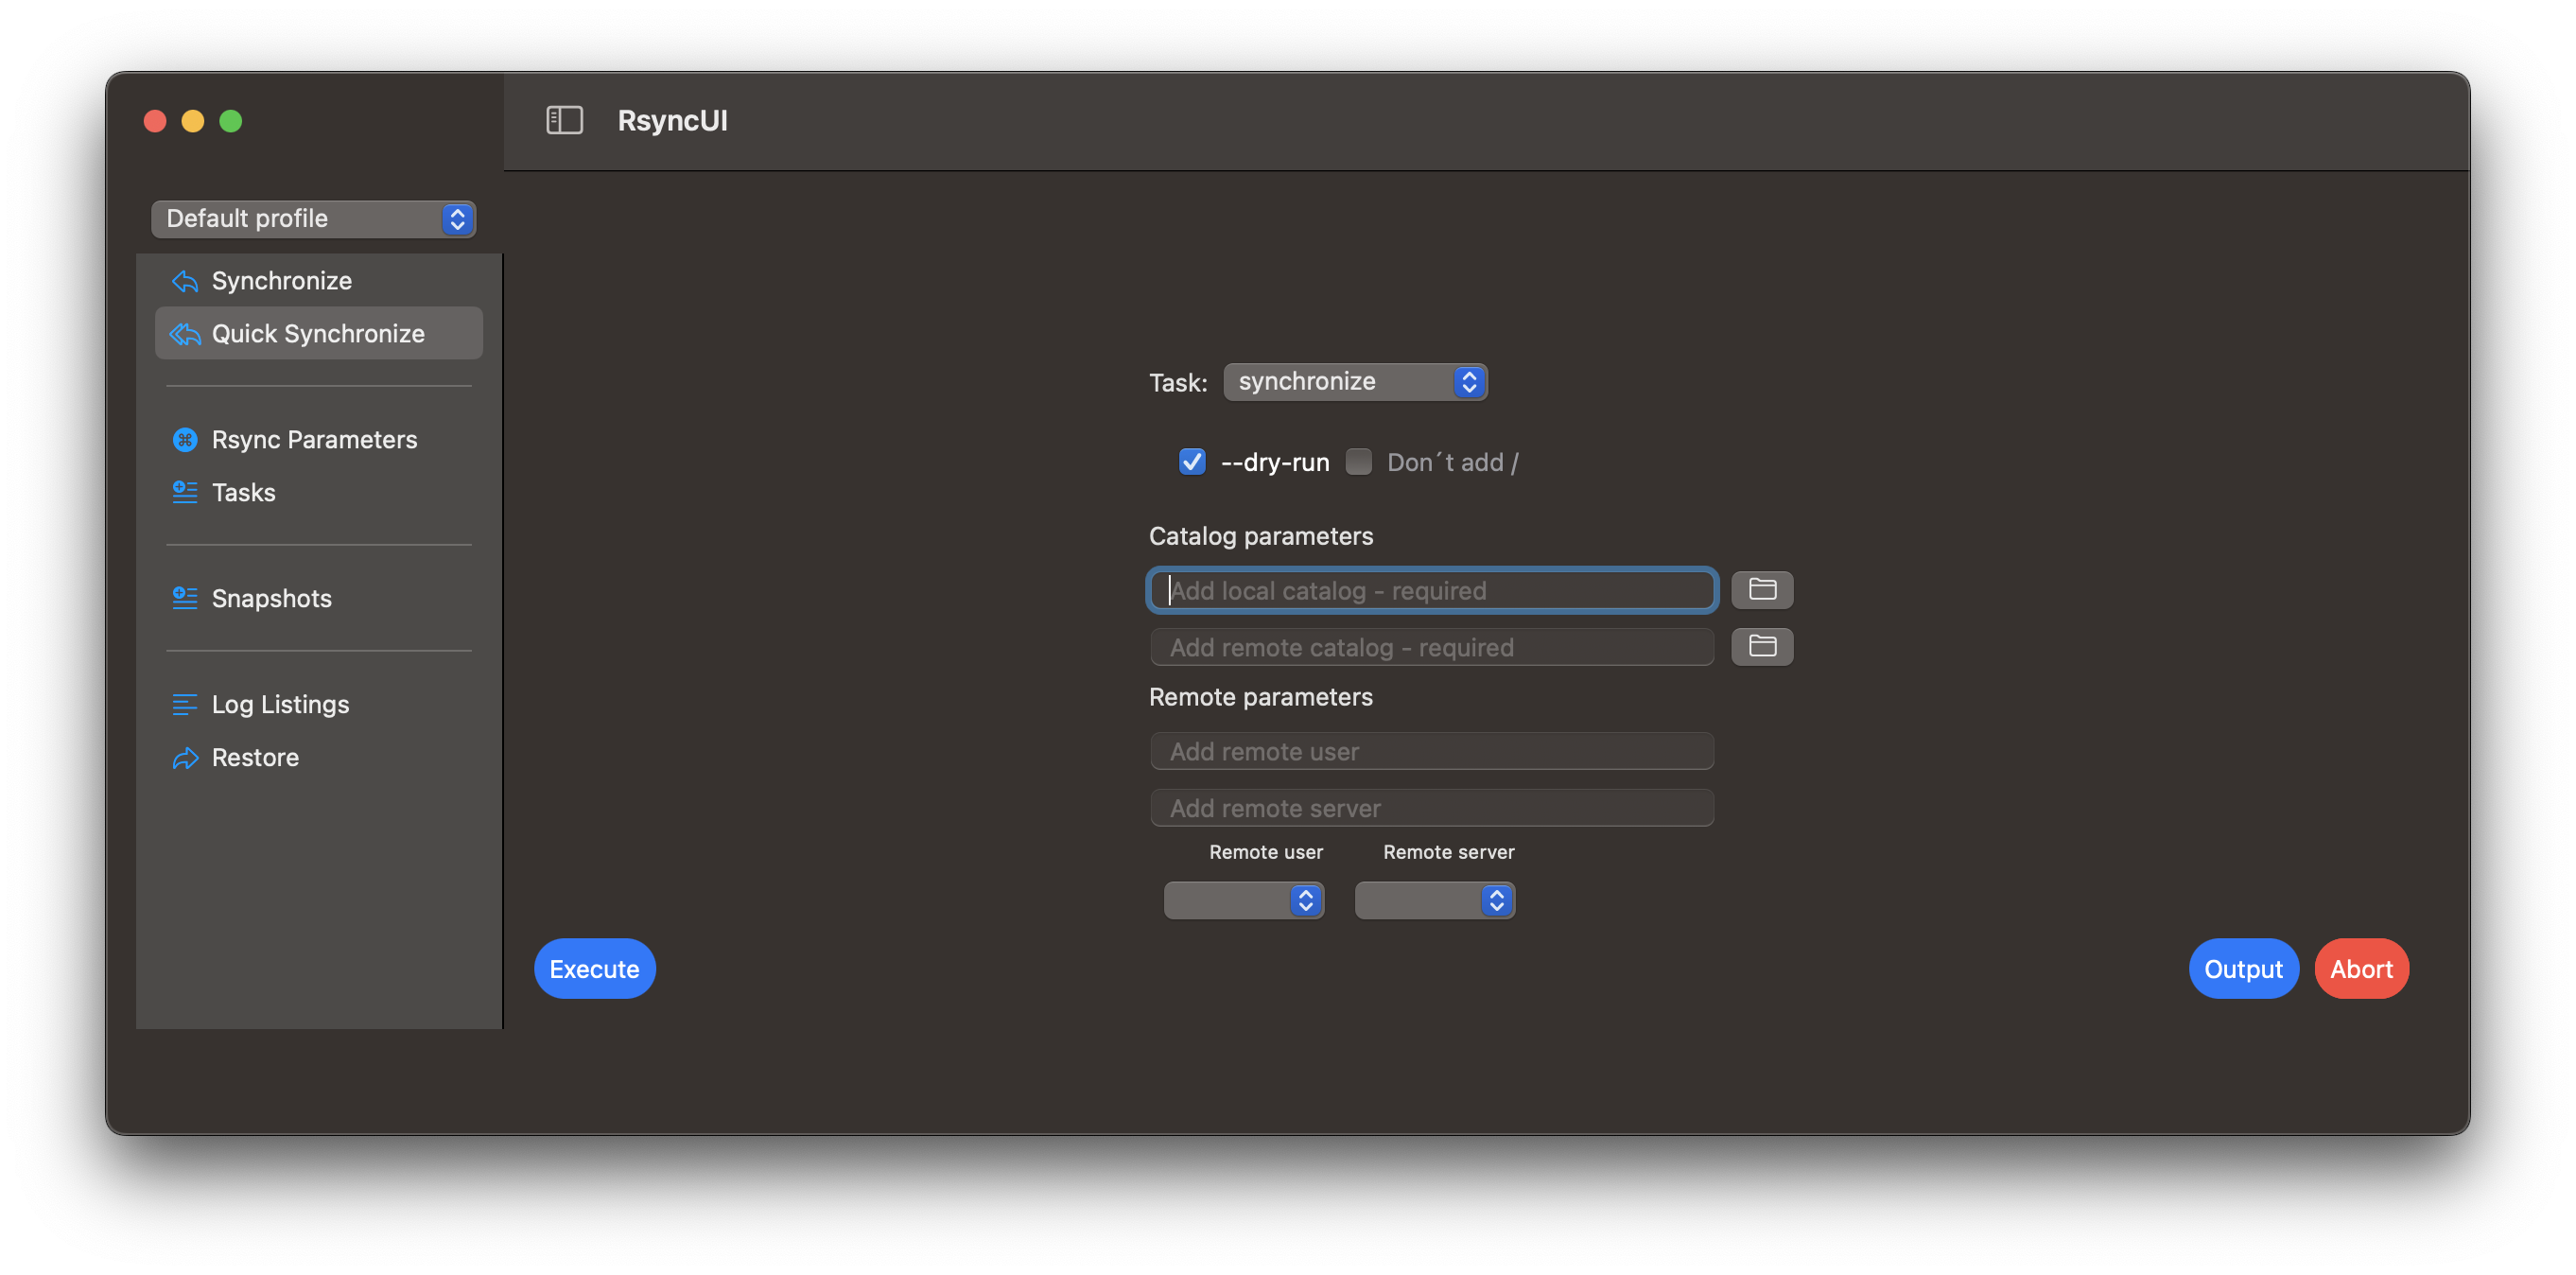 RsyncUI
Default profile
Synchronize
Quick Synchronize
Rsync Parameters
Tasks
Snapshots
Log Listings
Restore
Task: synchronize
--dry-run Don´t add /
Catalog parameters
Add local catalog - required
Add remote catalog - required
Remote parameters
Add remote user
Add remote server
Remote user Remote server
Execute Output Abort